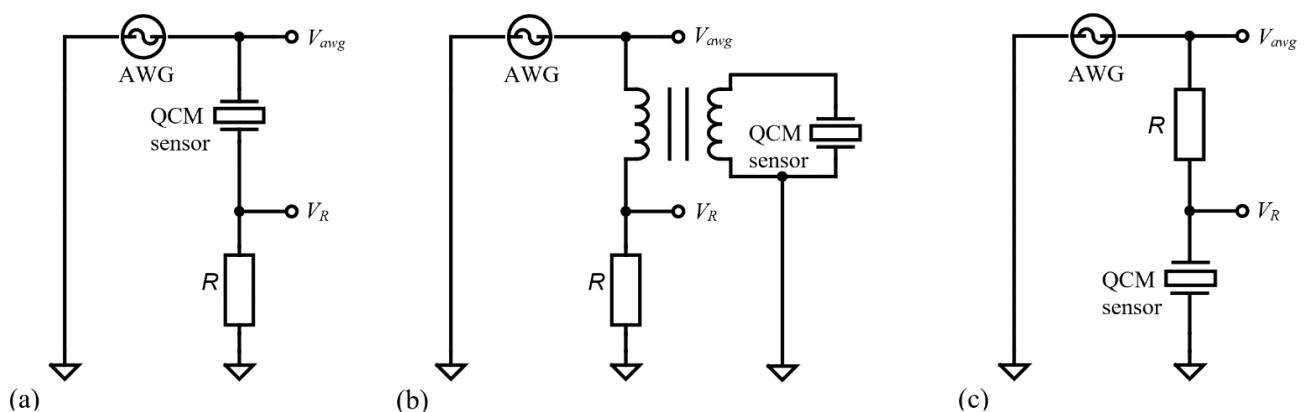 AWG
V_awg
QCM
sensor
V_R
R
(a)
AWG
V_awg
QCM
sensor
V_R
R
(b)
AWG
V_awg
R
V_R
QCM
sensor
(c)